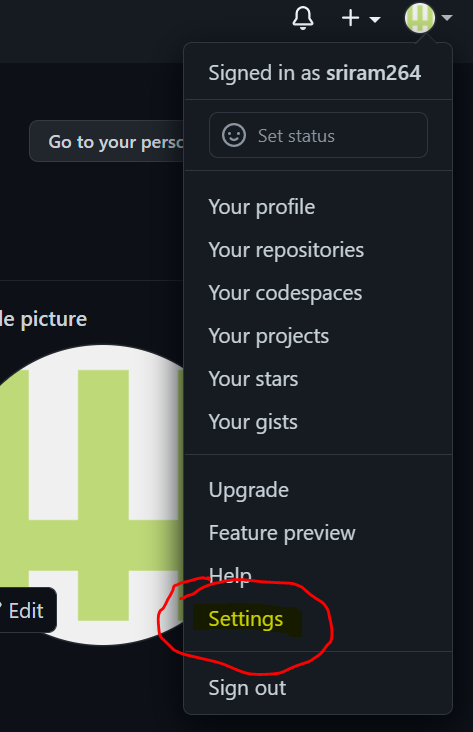 Signed in as sriram264
Go to your perso
Set status
Your profile
Your repositories
Your codespaces
le picture
Your projects
Your stars
Your gists
Upgrade
Feature preview
Help
Edit
Settings
Sign out